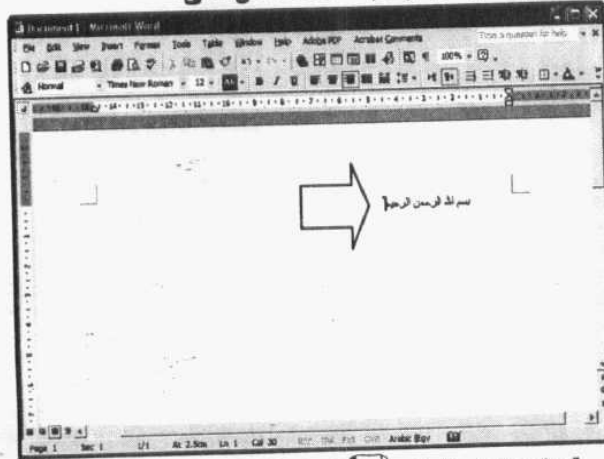 Document1 - Microsoft Word
File Edit View Insert Format Tools Table Window Help Adobe PDF Acrobat Comments
Type a question for help
100%
Normal Times New Roman 12 B I U
بسم الله الرحمن الرحيم
Page 1 Sec 1 1/1 At 2.5cm Ln 1 Col 30 REC TRK EXT OVR Arabic (Egy